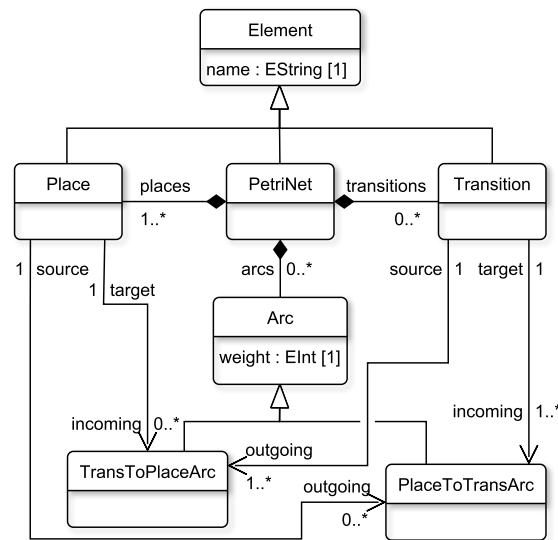 Element
name : EString [1]
Place
places
1..*
PetriNet
transitions
0..*
Transition
1 source
1 target
arcs 0..*
source 1
target 1
Arc
weight : EInt [1]
incoming 0..*
incoming 1..*
TransToPlaceArc
outgoing
1..*
outgoing
0..*
PlaceToTransArc